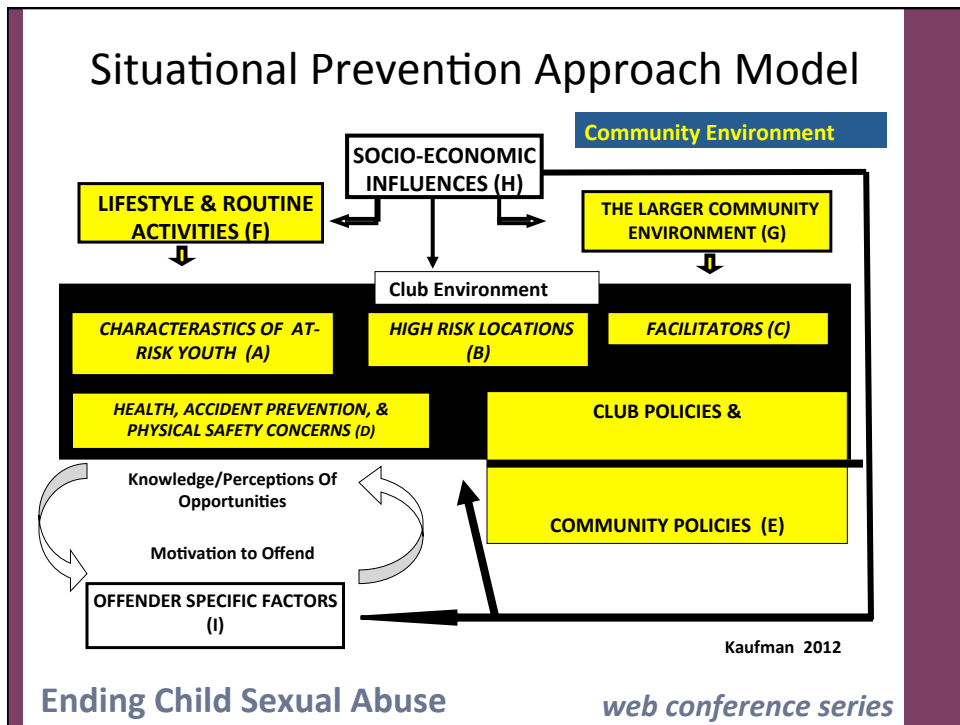 Situational Prevention Approach Model
Community Environment
SOCIO-ECONOMIC
INFLUENCES (H)
LIFESTYLE & ROUTINE
ACTIVITIES (F)
THE LARGER COMMUNITY
ENVIRONMENT (G)
Club Environment
CHARACTERASTICS OF AT-
RISK YOUTH (A)
HIGH RISK LOCATIONS
(B)
FACILITATORS (C)
HEALTH, ACCIDENT PREVENTION, &
PHYSICAL SAFETY CONCERNS (D)
CLUB POLICIES &
COMMUNITY POLICIES (E)
Knowledge/Perceptions Of
Opportunities
Motivation to Offend
OFFENDER SPECIFIC FACTORS
(I)
Kaufman 2012
Ending Child Sexual Abuse
web conference series